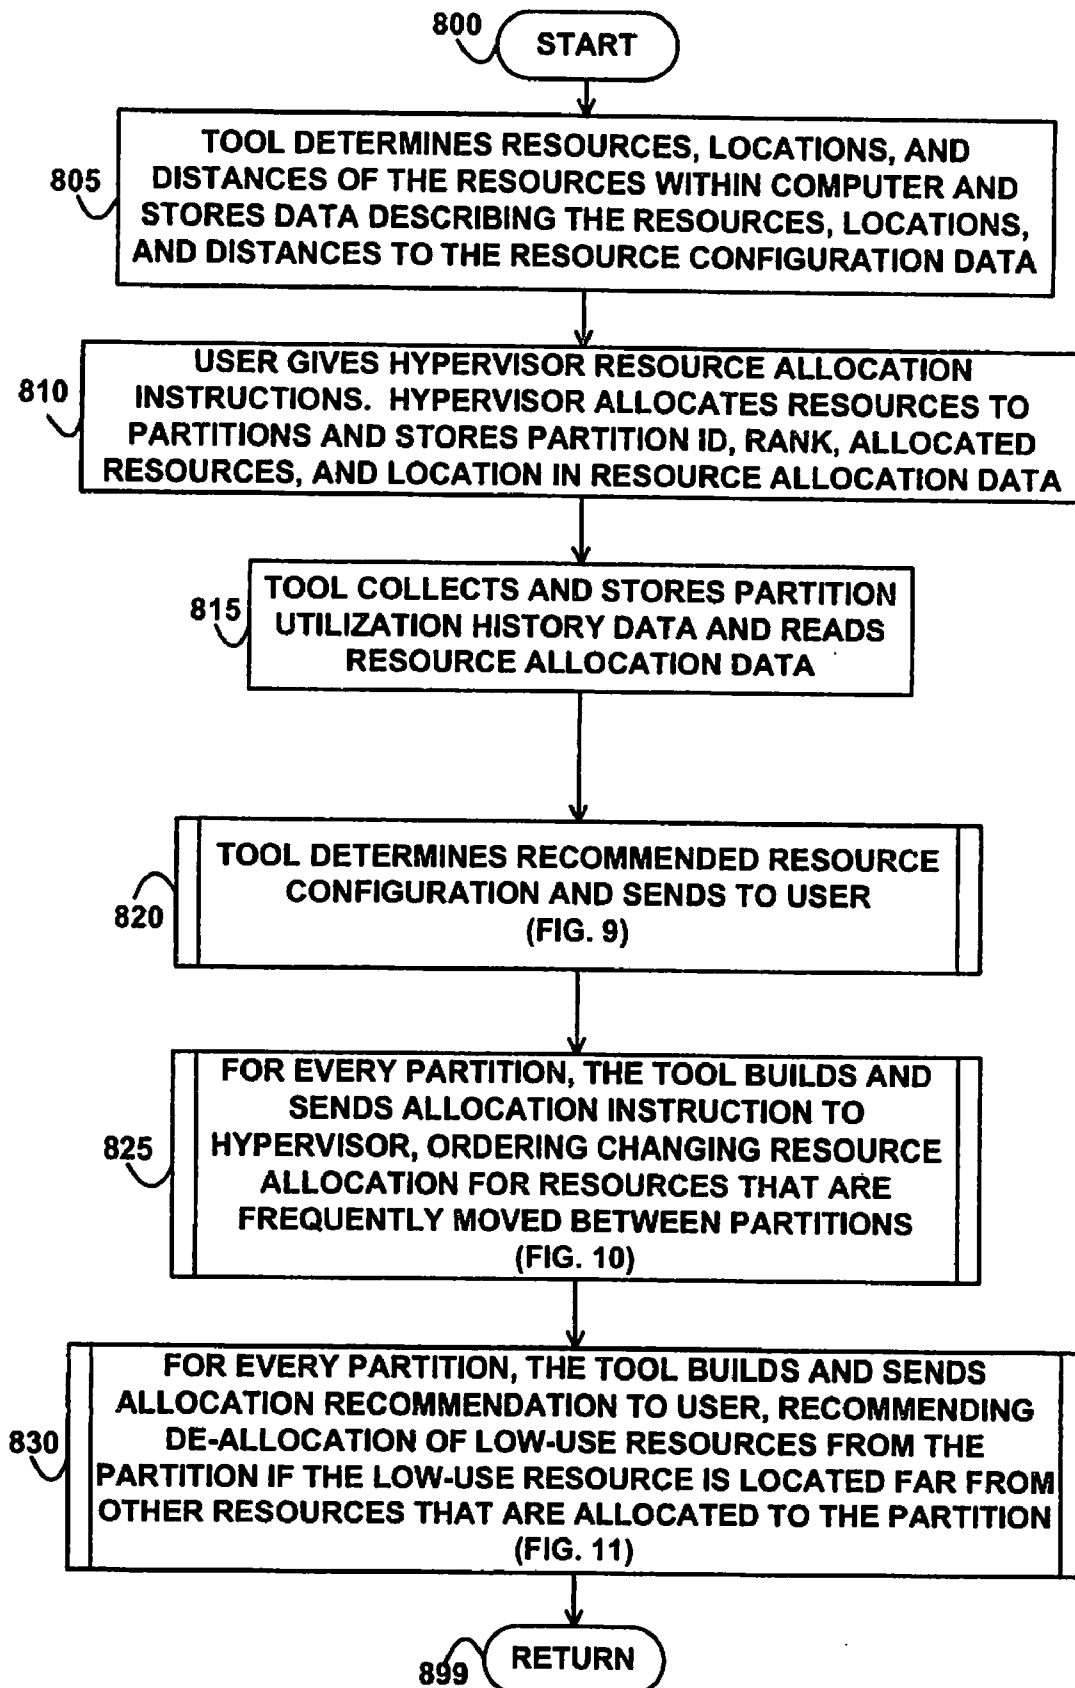 800
START
805
TOOL DETERMINES RESOURCES, LOCATIONS, AND
DISTANCES OF THE RESOURCES WITHIN COMPUTER AND
STORES DATA DESCRIBING THE RESOURCES, LOCATIONS,
AND DISTANCES TO THE RESOURCE CONFIGURATION DATA
810
USER GIVES HYPERVISOR RESOURCE ALLOCATION
INSTRUCTIONS. HYPERVISOR ALLOCATES RESOURCES TO
PARTITIONS AND STORES PARTITION ID, RANK, ALLOCATED
RESOURCES, AND LOCATION IN RESOURCE ALLOCATION DATA
815
TOOL COLLECTS AND STORES PARTITION
UTILIZATION HISTORY DATA AND READS
RESOURCE ALLOCATION DATA
820
TOOL DETERMINES RECOMMENDED RESOURCE
CONFIGURATION AND SENDS TO USER
(FIG. 9)
825
FOR EVERY PARTITION, THE TOOL BUILDS AND
SENDS ALLOCATION INSTRUCTION TO
HYPERVISOR, ORDERING CHANGING RESOURCE
ALLOCATION FOR RESOURCES THAT ARE
FREQUENTLY MOVED BETWEEN PARTITIONS
(FIG. 10)
830
FOR EVERY PARTITION, THE TOOL BUILDS AND SENDS
ALLOCATION RECOMMENDATION TO USER, RECOMMENDING
DE-ALLOCATION OF LOW-USE RESOURCES FROM THE
PARTITION IF THE LOW-USE RESOURCE IS LOCATED FAR FROM
OTHER RESOURCES THAT ARE ALLOCATED TO THE PARTITION
(FIG. 11)
899
RETURN